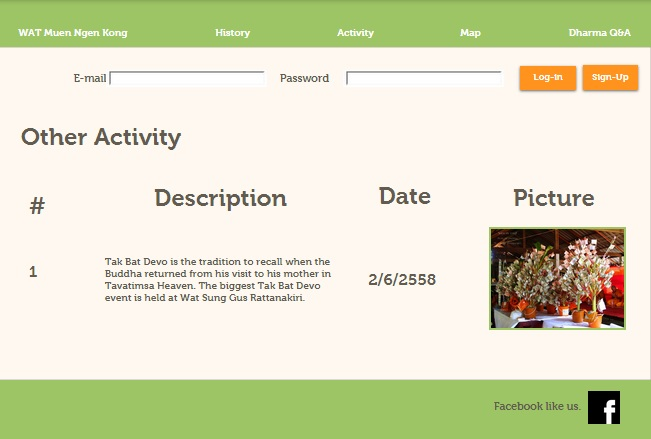 WAT Muen Ngen Kong History Activity Map Dharma Q&A
E-mail Password Log-in Sign-Up
Other Activity
# Description Date Picture
1
Tak Bat Devo is the tradition to recall when the
Buddha returned from his visit to his mother in
Tavatimsa Heaven. The biggest Tak Bat Devo
event is held at Wat Sung Gus Rattanakiri.
2/6/2558
Facebook like us.
f